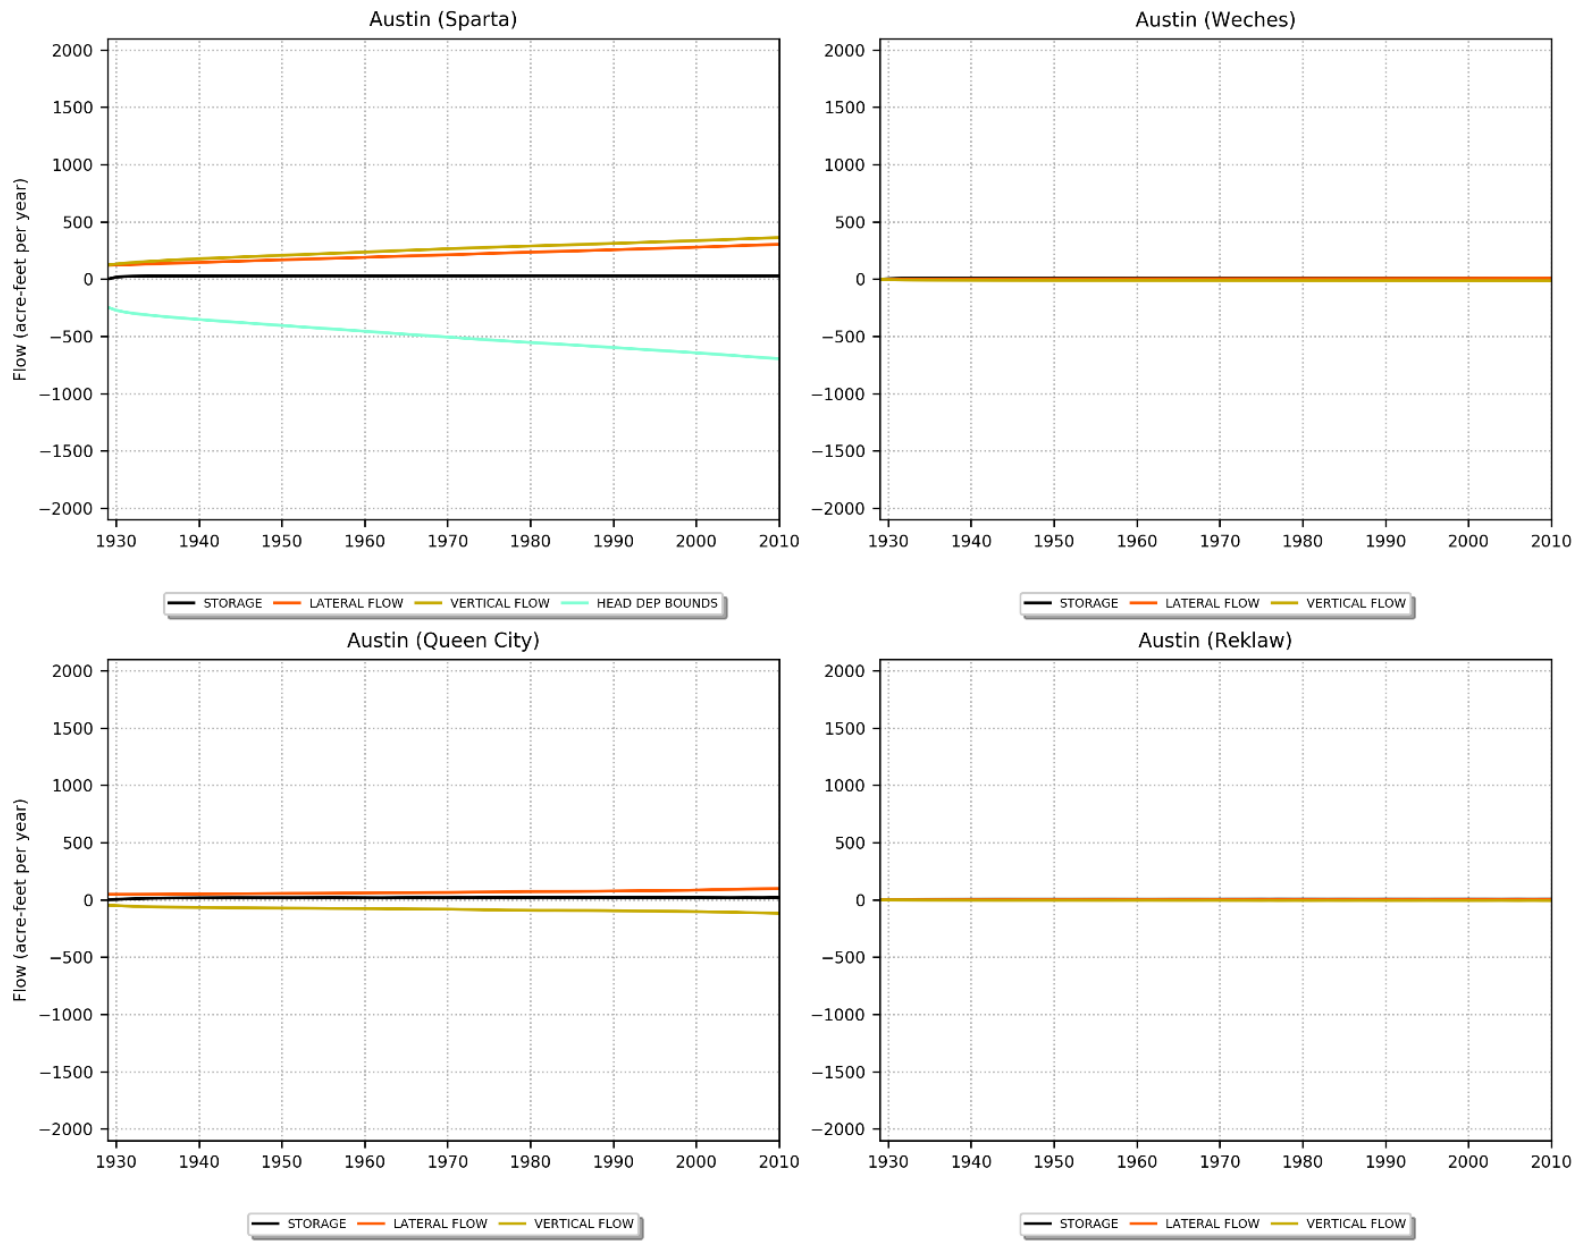 Austin (Sparta)
2000
1500
1000
500
0
−500
−1000
−1500
−2000
Flow (acre-feet per year)
1930 1940 1950 1960 1970 1980 1990 2000 2010
STORAGE LATERAL FLOW VERTICAL FLOW HEAD DEP BOUNDS
Austin (Weches)
2000
1500
1000
500
0
−500
−1000
−1500
−2000
1930 1940 1950 1960 1970 1980 1990 2000 2010
STORAGE LATERAL FLOW VERTICAL FLOW
Austin (Queen City)
2000
1500
1000
500
0
−500
−1000
−1500
−2000
Flow (acre-feet per year)
1930 1940 1950 1960 1970 1980 1990 2000 2010
STORAGE LATERAL FLOW VERTICAL FLOW
Austin (Reklaw)
2000
1500
1000
500
0
−500
−1000
−1500
−2000
1930 1940 1950 1960 1970 1980 1990 2000 2010
STORAGE LATERAL FLOW VERTICAL FLOW